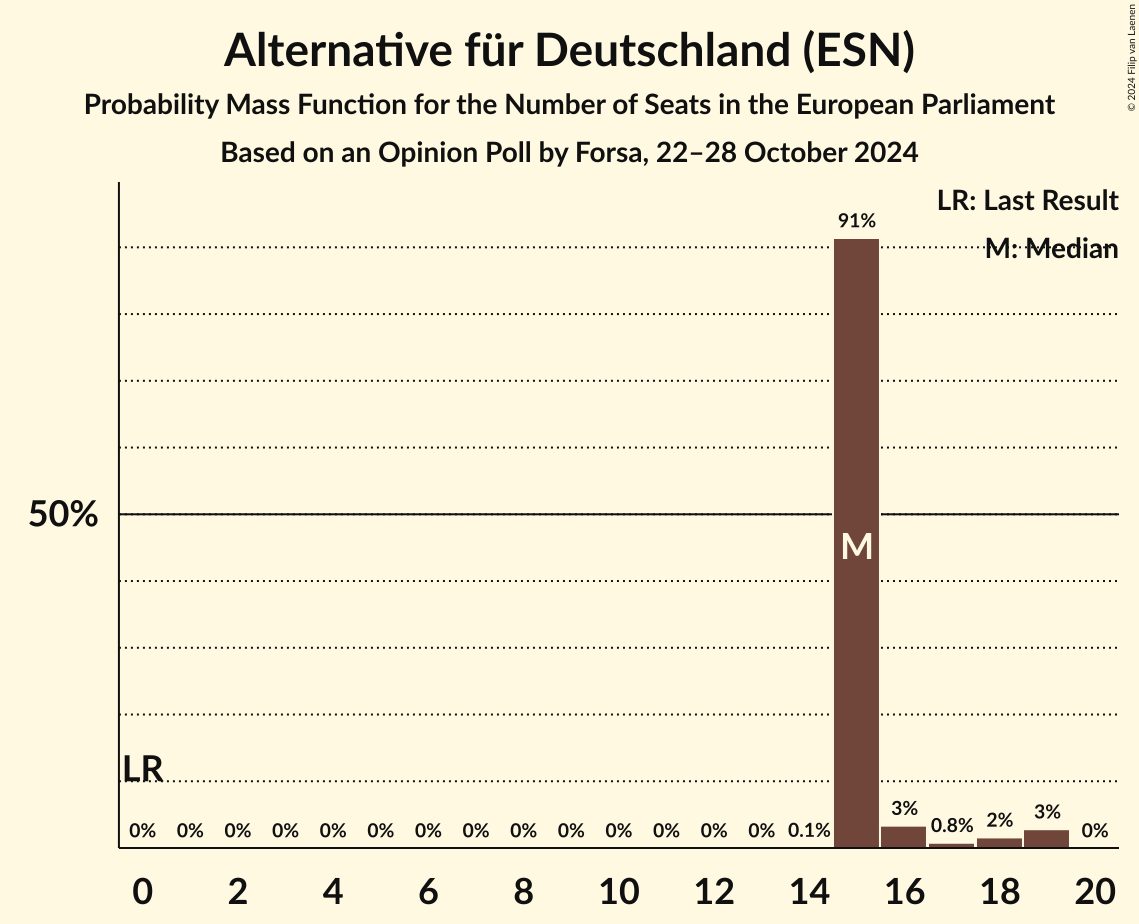 Alternative für Deutschland (ESN)
Probability Mass Function for the Number of Seats in the European Parliament
Based on an Opinion Poll by Forsa, 22–28 October 2024
© 2024 Filip van Laenen
LR: Last Result
M: Median
91%
50%
M
LR
0% 0% 0% 0% 0% 0% 0% 0% 0% 0% 0% 0% 0% 0% 0.1% 3% 0.8% 2% 3% 0%
0 2 4 6 8 10 12 14 16 18 20